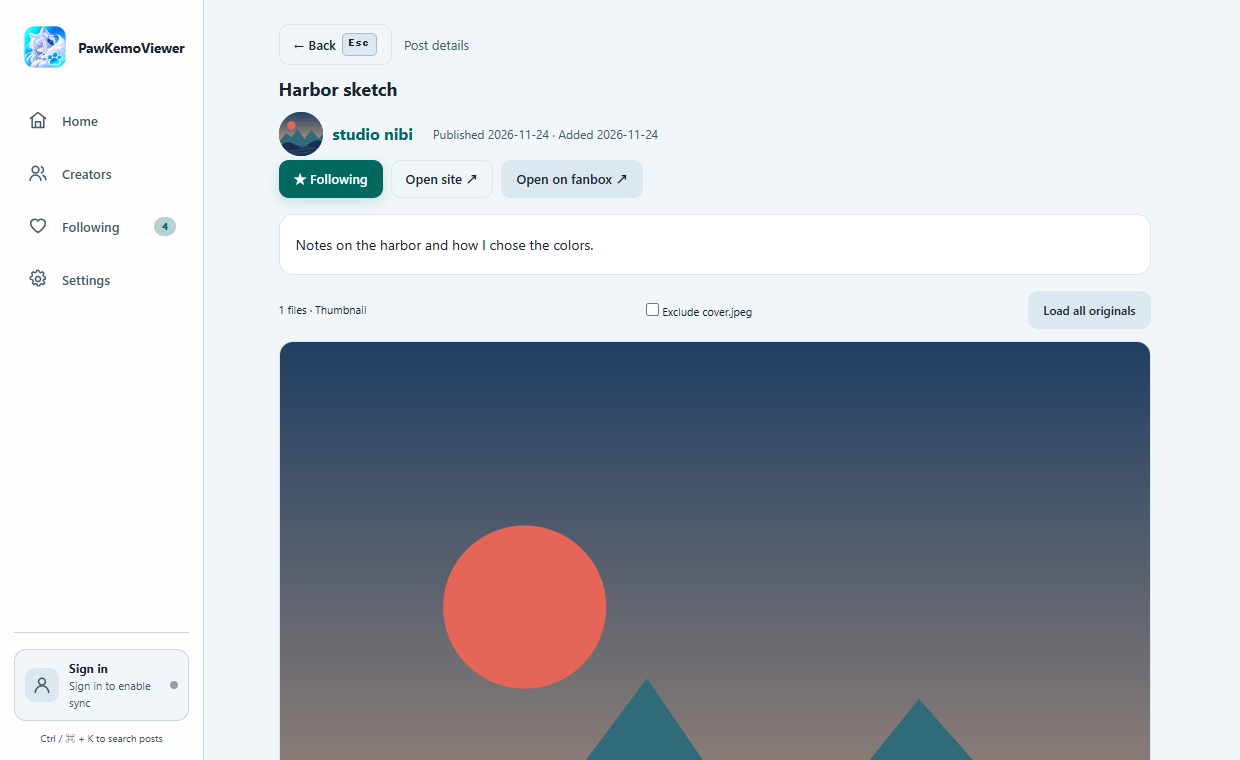 PawKemoViewer
Home
Creators
Following 4
Settings
Sign in
Sign in to enable
sync
Ctrl / ⌘ + K to search posts
← Back Esc Post details
Harbor sketch
studio nibi Published 2026-11-24 · Added 2026-11-24
★ Following Open site ↗ Open on fanbox ↗
Notes on the harbor and how I chose the colors.
1 files · Thumbnail Exclude cover.jpeg Load all originals